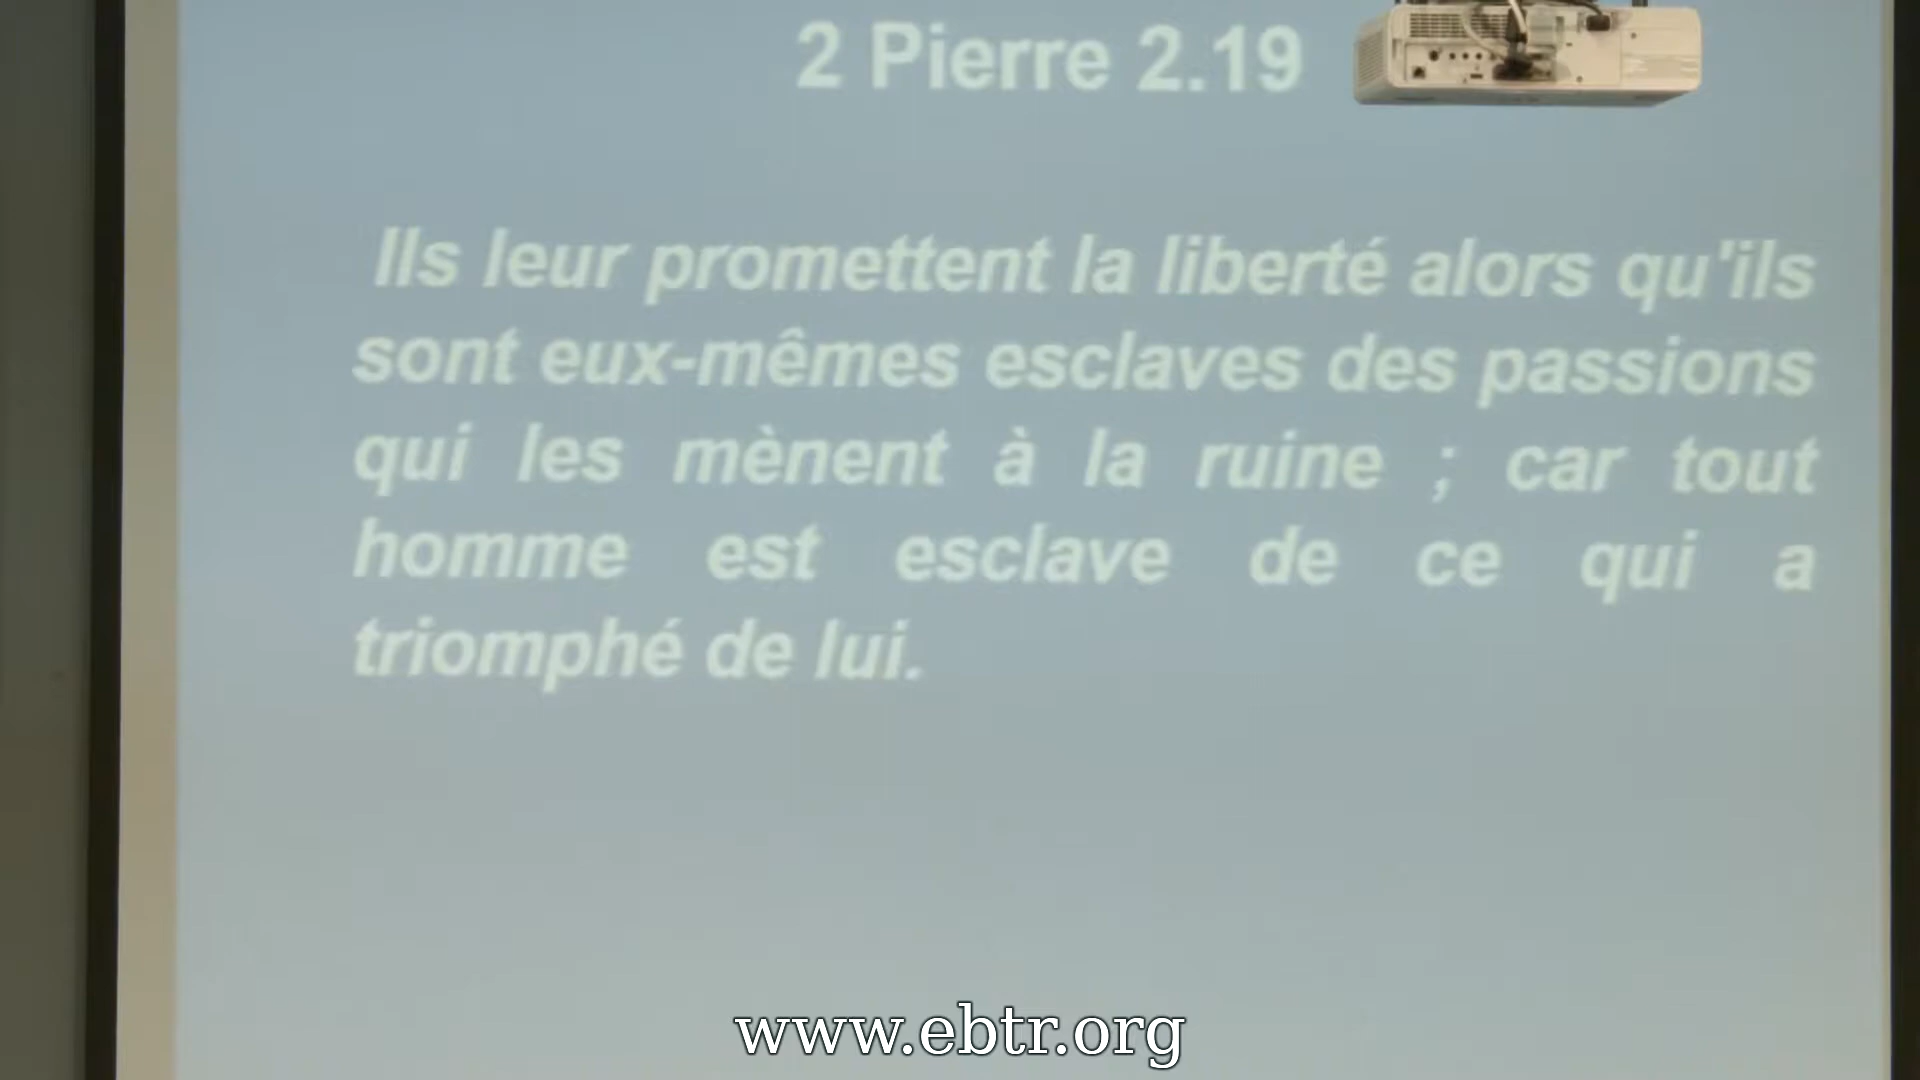 2 Pierre 2.19
Ils leur promettent la liberté alors qu'ils
sont eux-mêmes esclaves des passions
qui les mènent à la ruine ; car tout
homme est esclave de ce qui a
triomphé de lui.
www.ebtr.org